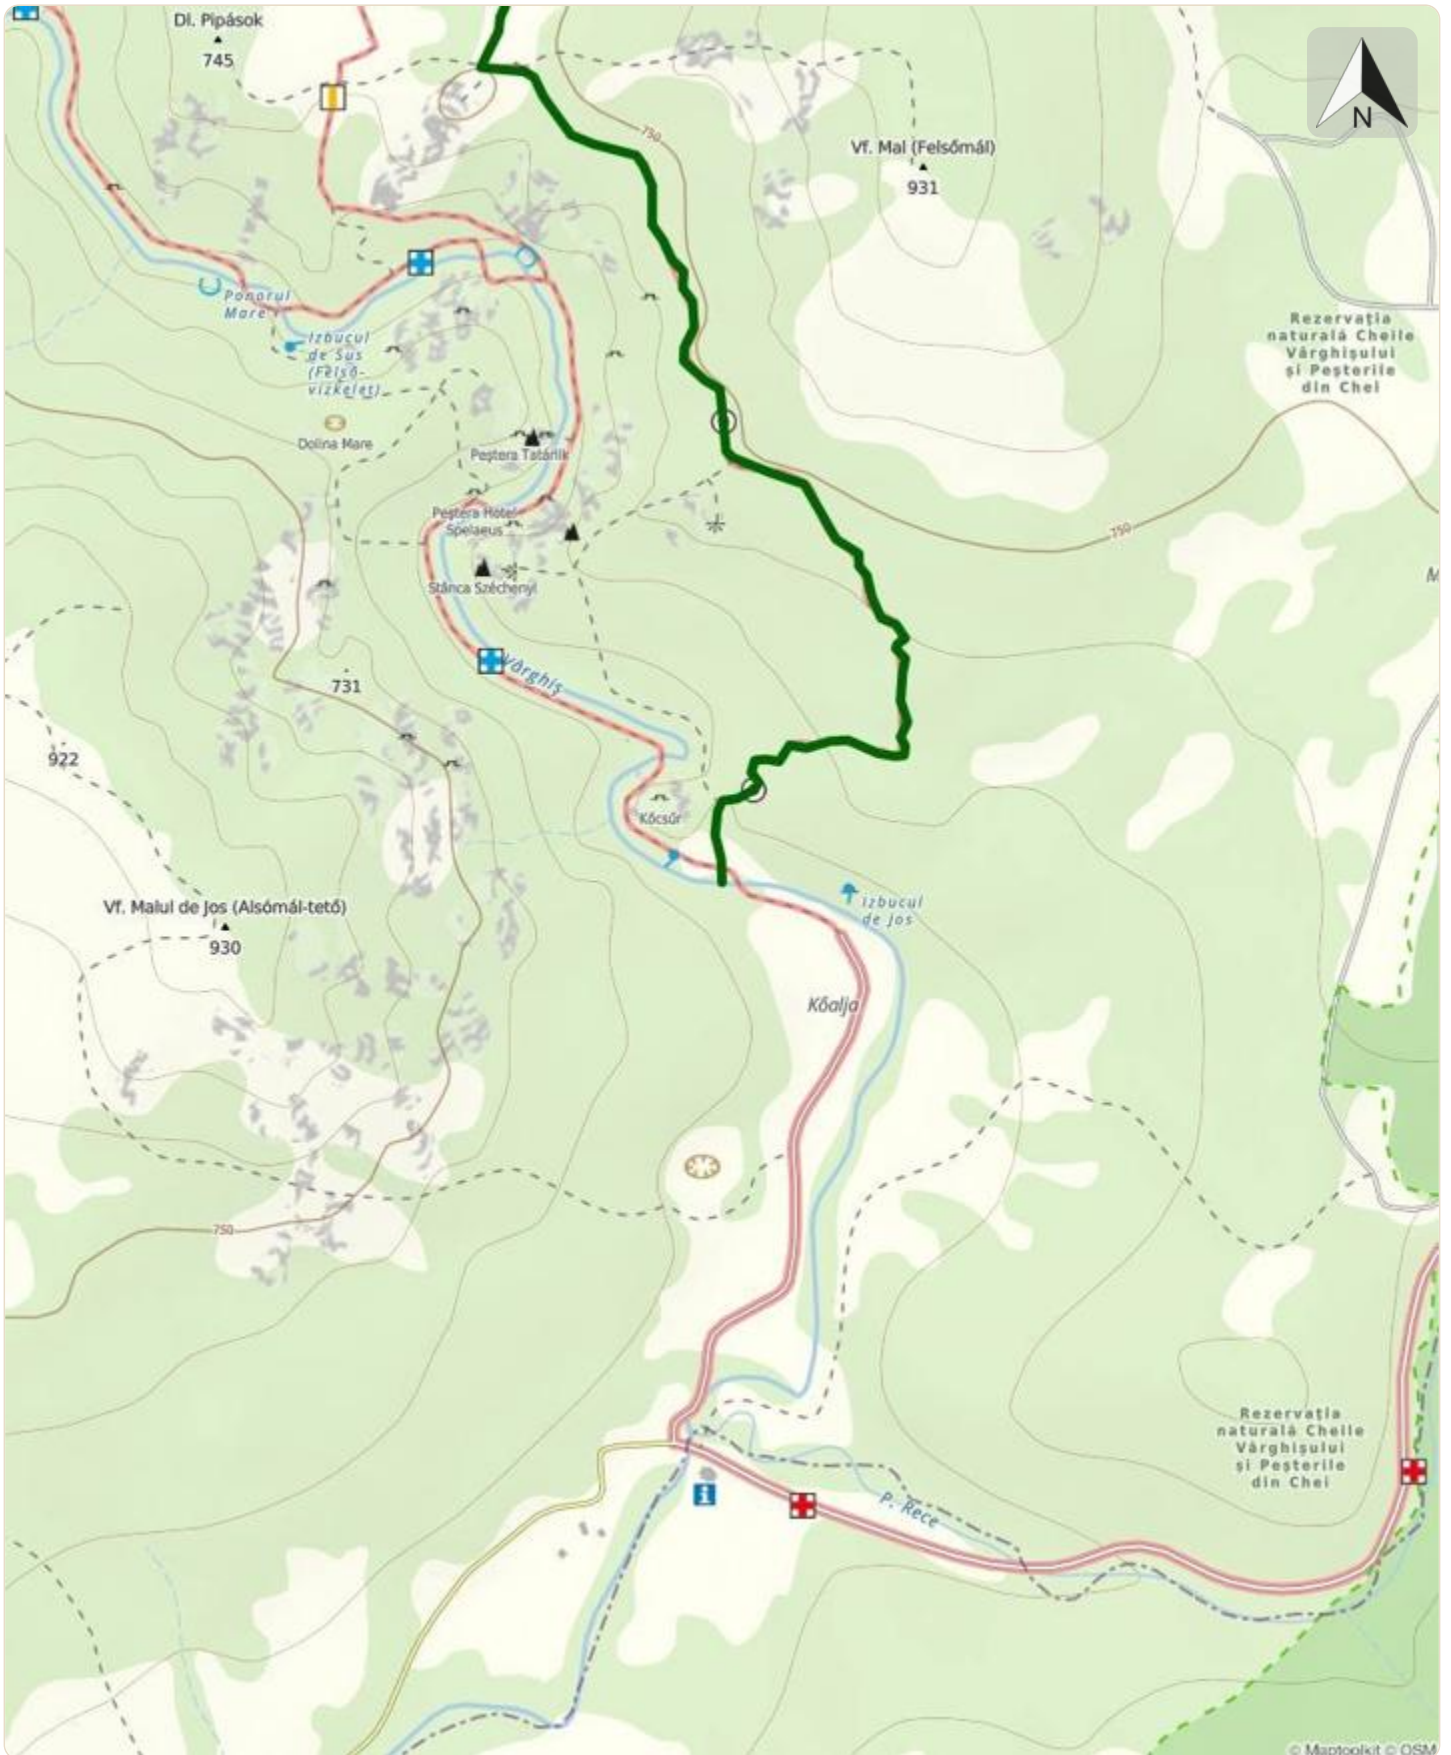 Dl. Pipások
745
N
750
Vf. Mal (Felsőmál)
931
Ponorul
Mare
Izbucul
de Sus
(Felső-
vízkelet)
Rezervația
naturală Cheile
Vârghișului
și Peșterile
din Chei
Dolina Mare
Peștera Tatárlik
Peștera Hotel
Spelaeus
750
Stânca Széchenyi
M
Vârghiș
731
922
Kőcsűr
Izbucul
de Jos
Vf. Malul de Jos (Alsómál-tető)
930
Kőalja
750
Rezervația
naturală Cheile
Vârghișului
și Peșterile
din Chei
i
P. Rece
© Maptoolkit © OSM